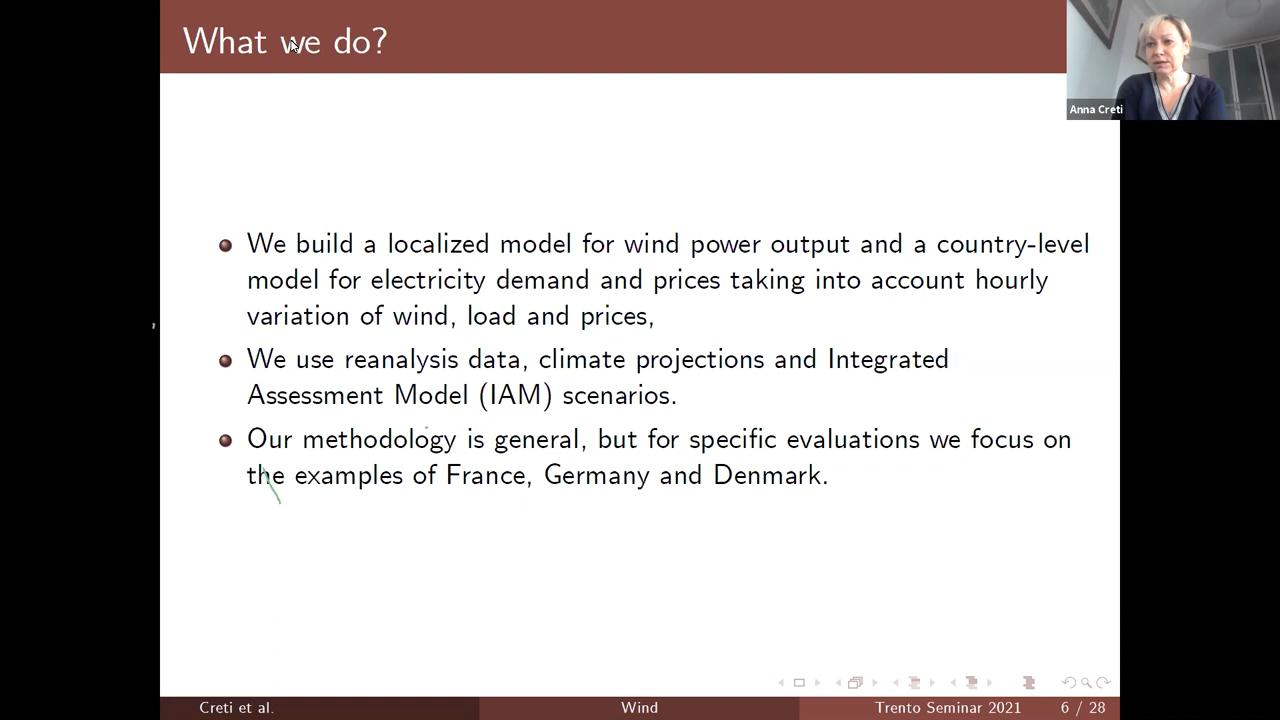 What we do?
Anna Creti
We build a localized model for wind power output and a country-level
model for electricity demand and prices taking into account hourly
variation of wind, load and prices,
We use reanalysis data, climate projections and Integrated
Assessment Model (IAM) scenarios.
Our methodology is general, but for specific evaluations we focus on
the examples of France, Germany and Denmark.
Creti et al.
Wind
Trento Seminar 2021
6 / 28